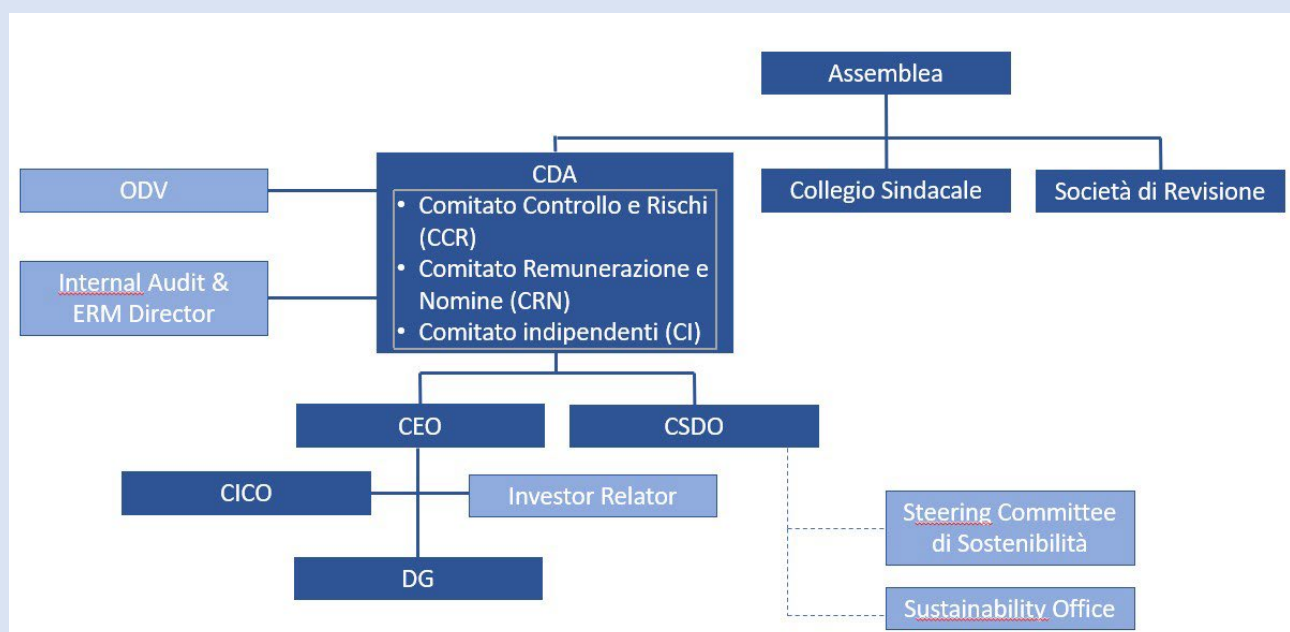 Assemblea
ODV
CDA
• Comitato Controllo e Rischi
(CCR)
• Comitato Remunerazione e
Nomine (CRN)
• Comitato indipendenti (CI)
Collegio Sindacale
Società di Revisione
Internal Audit &
ERM Director
CEO
CSDO
CICO
Investor Relator
Steering Committee
di Sostenibilità
DG
Sustainability Office